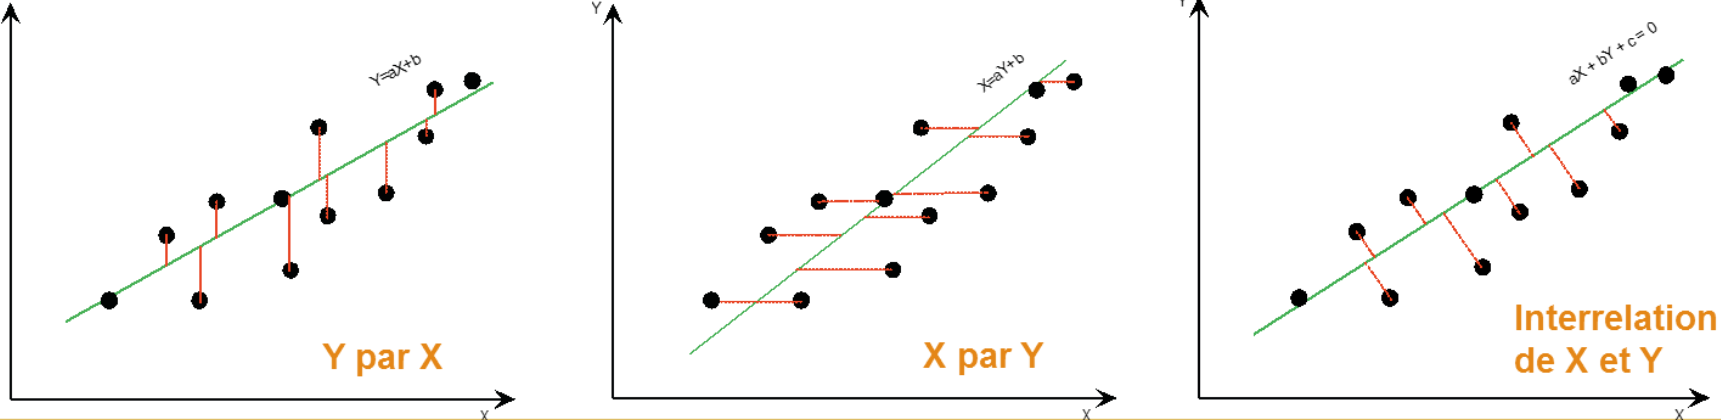 Y=aX+b
Y par X
X
Y
X=aY+b
X par Y
X
Y
aX + bY + c = 0
Interrelation
de X et Y
X